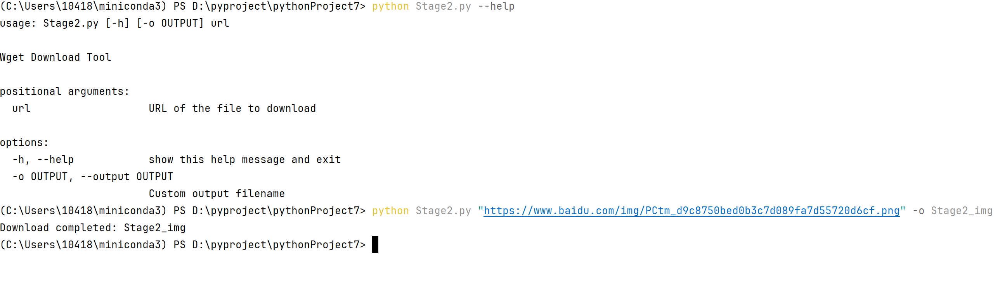 (C:\Users\10418\miniconda3) PS D:\pyproject\pythonProject7> python Stage2.py --help
usage: Stage2.py [-h] [-o OUTPUT] url
Wget Download Tool
positional arguments:
  url                   URL of the file to download
options:
  -h, --help            show this help message and exit
  -o OUTPUT, --output OUTPUT
                        Custom output filename
(C:\Users\10418\miniconda3) PS D:\pyproject\pythonProject7> python Stage2.py "https://www.baidu.com/img/PCtm_d9c8750bed0b3c7d089fa7d55720d6cf.png" -o Stage2_img
Download completed: Stage2_img
(C:\Users\10418\miniconda3) PS D:\pyproject\pythonProject7>